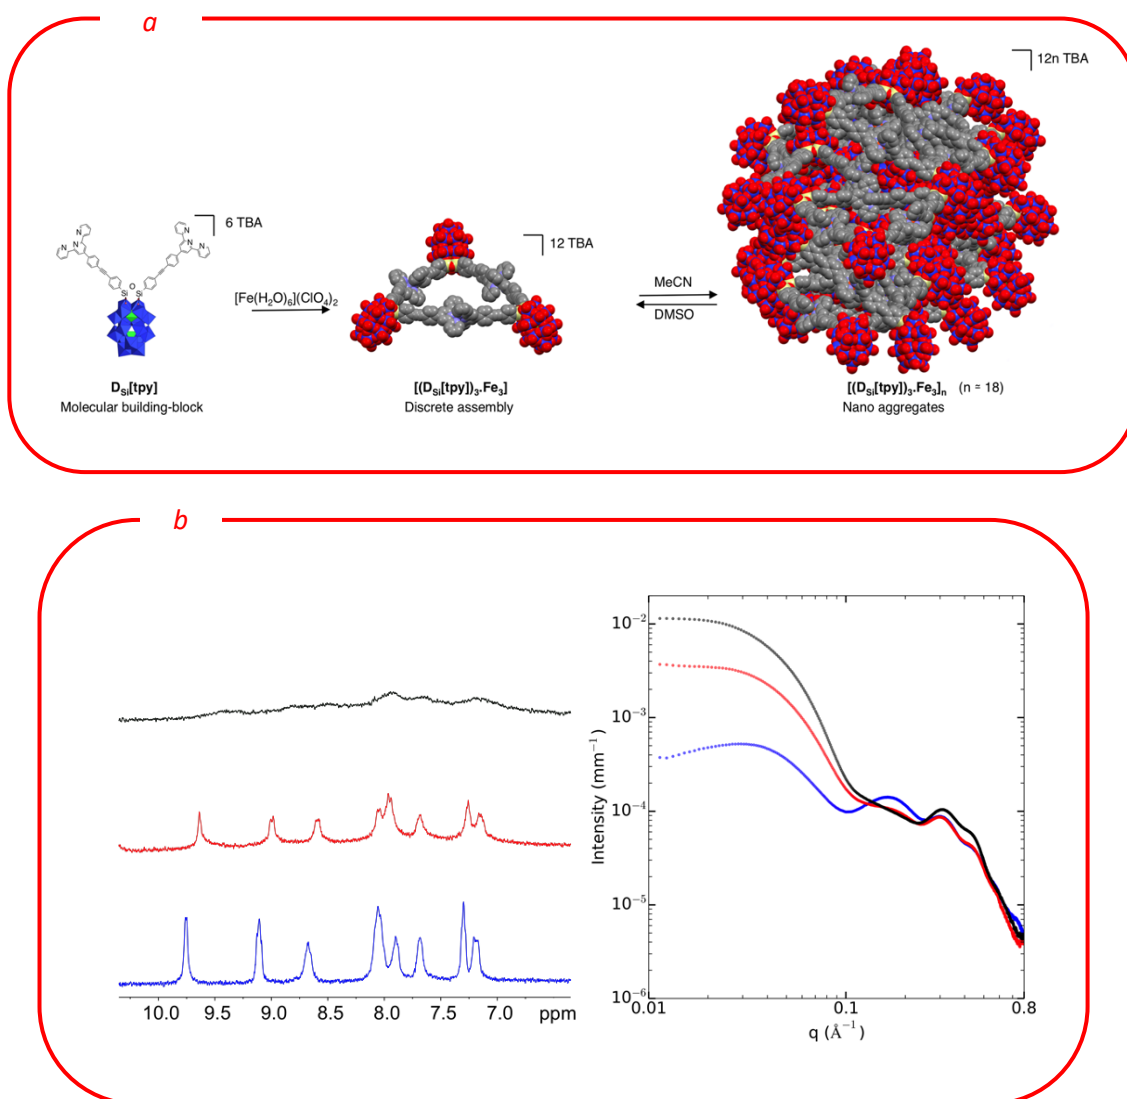 a
12n TBA
6 TBA
12 TBA
N
N
N
N
N
N
O
Si
Si
[Fe(H2O)6](ClO4)2
MeCN
DMSO
DSi[tpy]
Molecular building-block
[(DSi[tpy])3.Fe3]
Discrete assembly
[(DSi[tpy])3.Fe3]n (n = 18)
Nano aggregates
b
10.0 9.5 9.0 8.5 8.0 7.5 7.0 ppm
Intensity (mm⁻¹)
10⁻²
10⁻³
10⁻⁴
10⁻⁵
10⁻⁶
0.01 0.1 0.8
q (Å⁻¹)